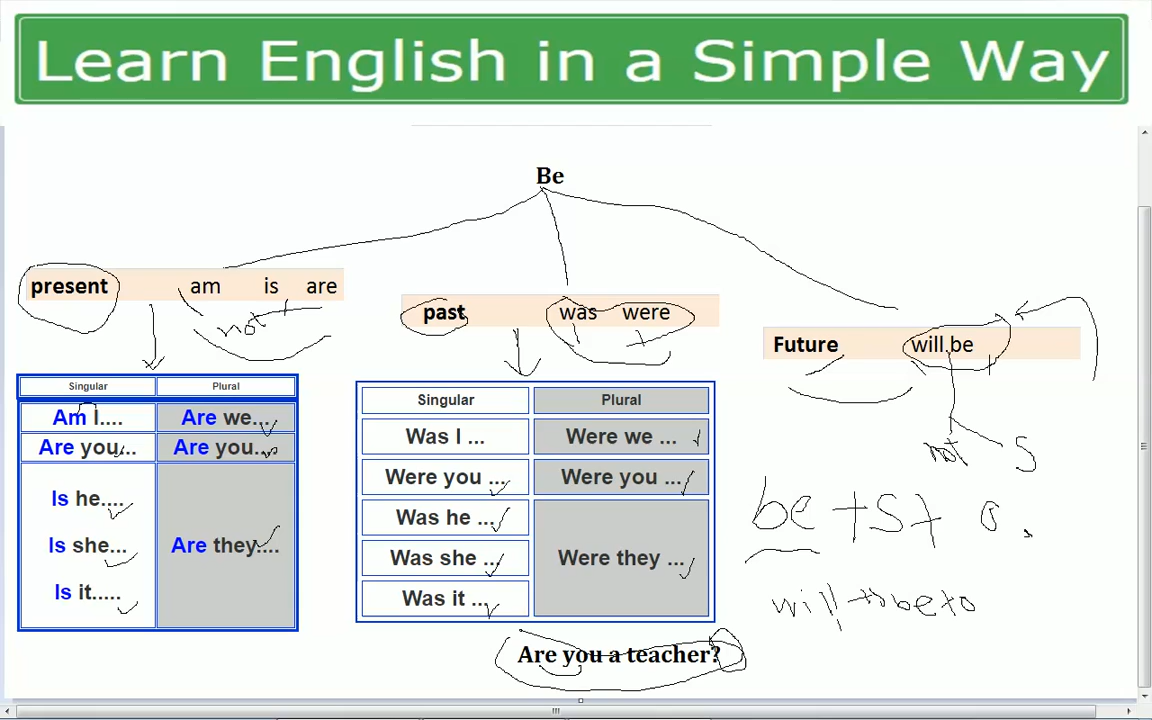 Learn English in a Simple Way
Be
present am is are
not
past was were
Future will be
not S
Singular Plural
Am I.... Are we....
Are you... Are you....
Is he....
Is she...
Is it.....
Are they....
Singular Plural
Was I ... Were we ...
Were you ... Were you ...
Was he ...
Was she ...
Was it ...
Were they ...
be + S + o .
will
Are you a teacher?